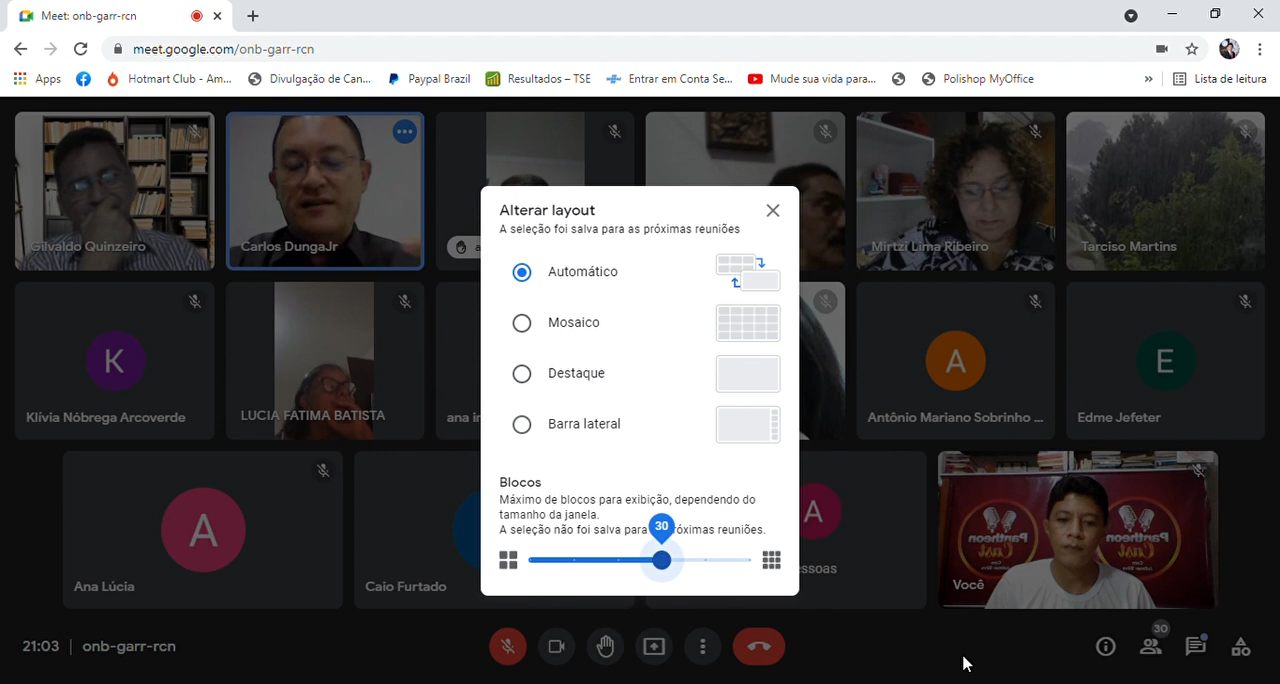 Meet: onb-garr-rcn
meet.google.com/onb-garr-rcn
Apps
Hotmart Club - Am...
Divulgação de Can...
Paypal Brazil
Resultados – TSE
Entrar em Conta Se...
Mude sua vida para...
Polishop MyOffice
»
Lista de leitura
Gilvaldo Quinzeiro
Carlos DungaJr
Mirtzi Lima Ribeiro
Tarciso Martins
Alterar layout
A seleção foi salva para as próximas reuniões
Automático
Mosaico
Destaque
Barra lateral
Blocos
Máximo de blocos para exibição, dependendo do
tamanho da janela.
A seleção não foi salva para próximas reuniões.
30
K
Klívia Nóbrega Arcoverde
LUCIA FATIMA BATISTA
ana
A
Antônio Mariano Sobrinho ...
E
Edme Jefeter
A
Ana Lúcia
Caio Furtado
A
Pantheon
Cast
Pantheon
Cast
Você
21:03 | onb-garr-rcn
30